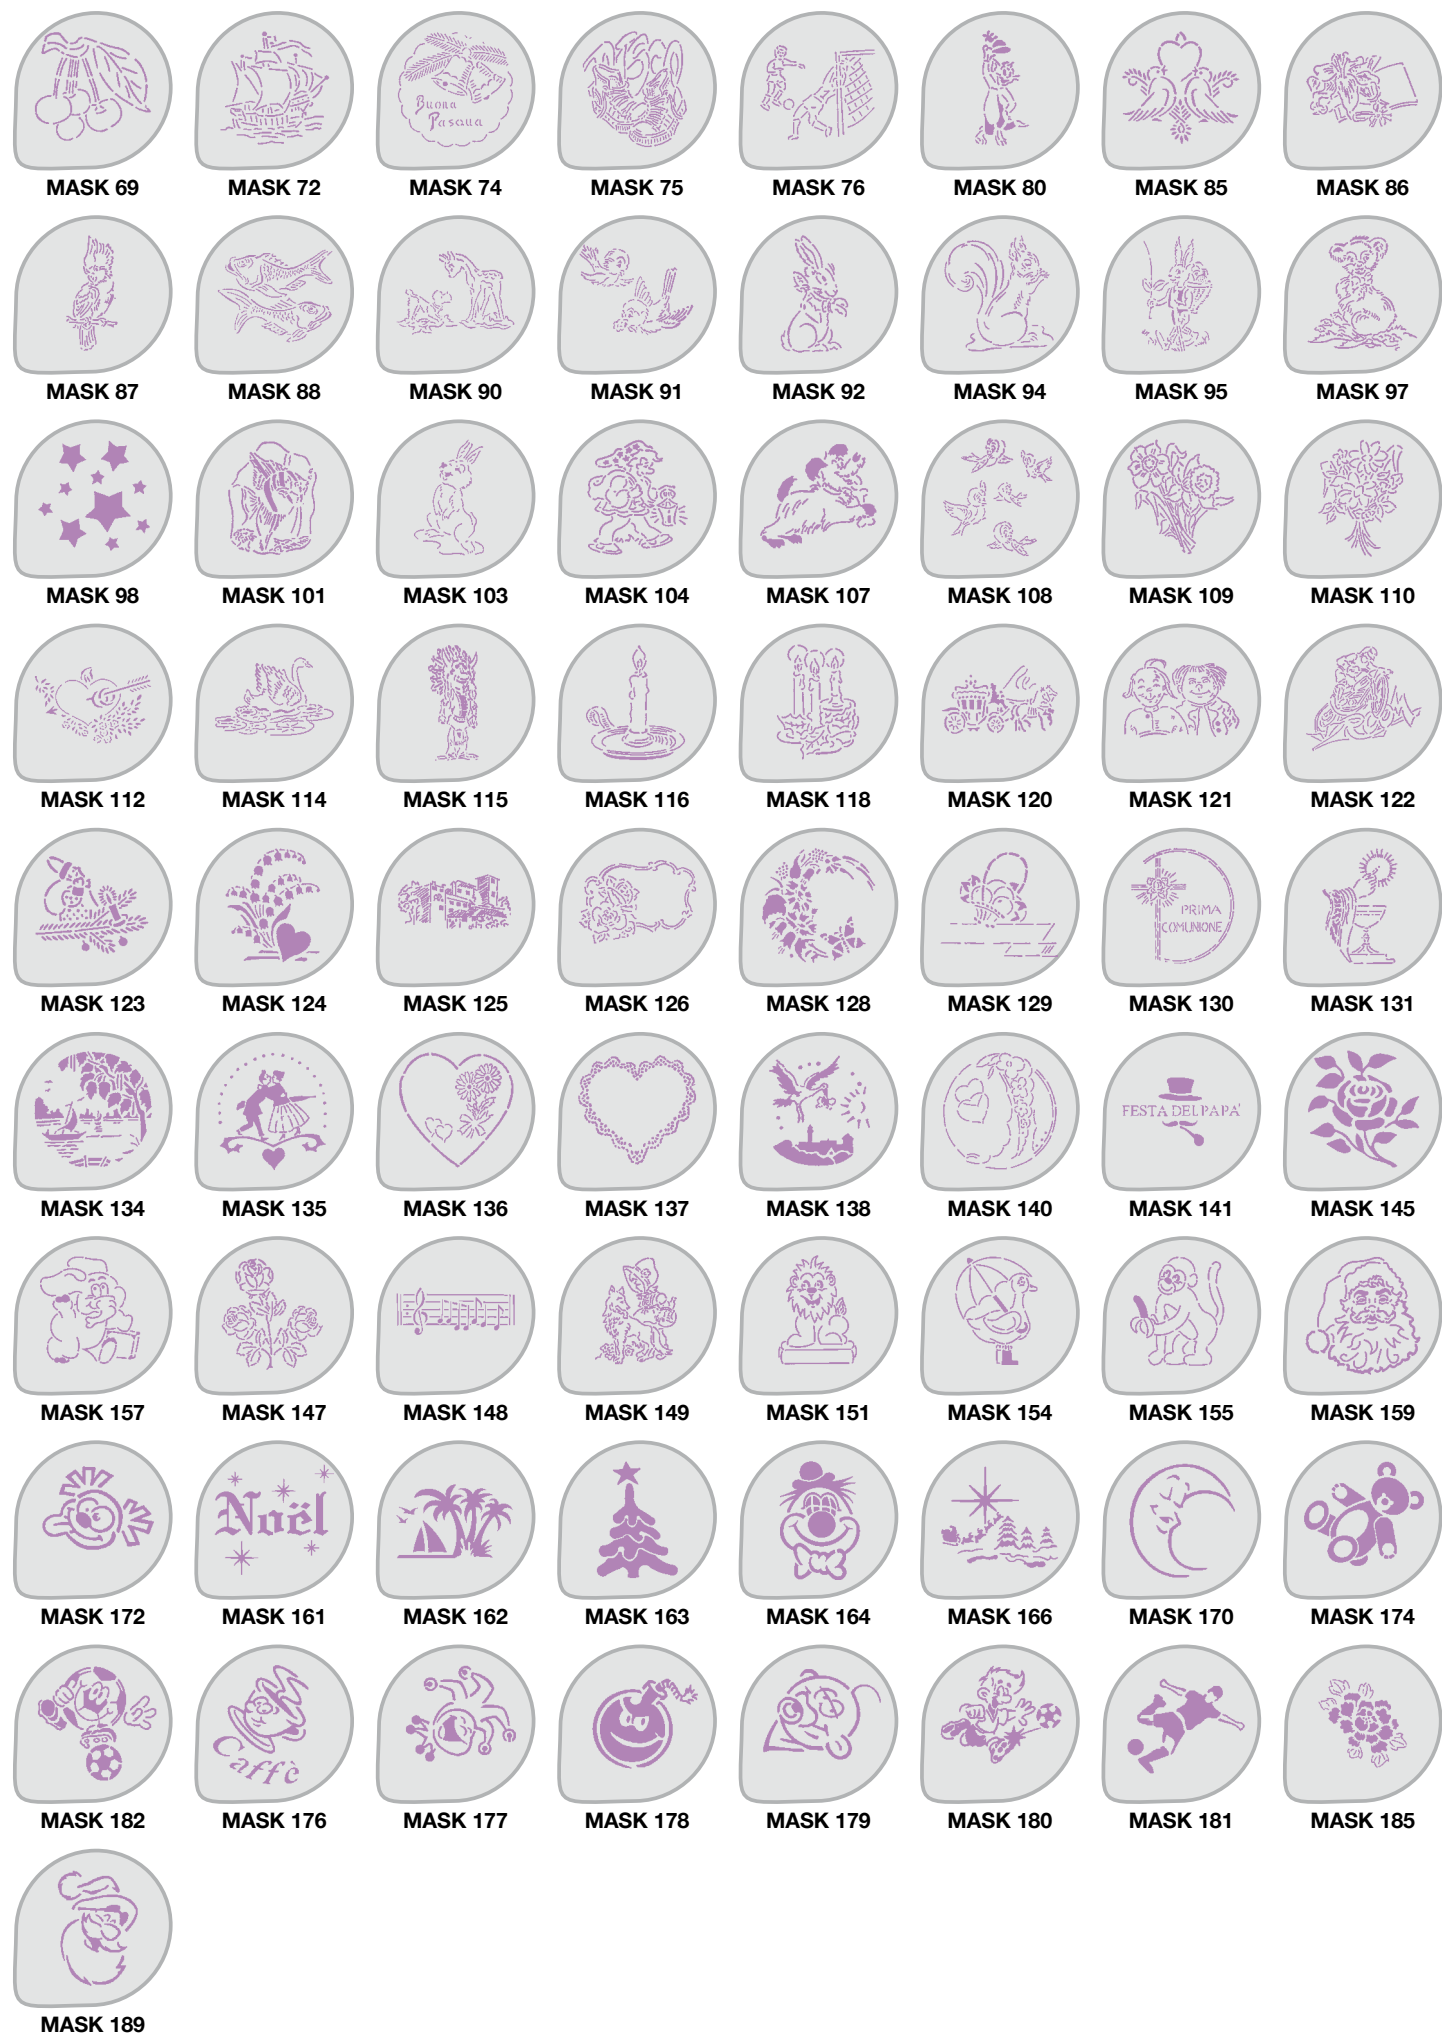 Buona
Pasqua
DISCO
MASK 69 MASK 72 MASK 74 MASK 75 MASK 76 MASK 80 MASK 85 MASK 86
MASK 87 MASK 88 MASK 90 MASK 91 MASK 92 MASK 94 MASK 95 MASK 97
MASK 98 MASK 101 MASK 103 MASK 104 MASK 107 MASK 108 MASK 109 MASK 110
MASK 112 MASK 114 MASK 115 MASK 116 MASK 118 MASK 120 MASK 121 MASK 122
PRIMA
COMUNIONE
MASK 123 MASK 124 MASK 125 MASK 126 MASK 128 MASK 129 MASK 130 MASK 131
FESTA DEL PAPA'
MASK 134 MASK 135 MASK 136 MASK 137 MASK 138 MASK 140 MASK 141 MASK 145
MASK 157 MASK 147 MASK 148 MASK 149 MASK 151 MASK 154 MASK 155 MASK 159
Noël
MASK 172 MASK 161 MASK 162 MASK 163 MASK 164 MASK 166 MASK 170 MASK 174
Caffè
MASK 182 MASK 176 MASK 177 MASK 178 MASK 179 MASK 180 MASK 181 MASK 185
MASK 189